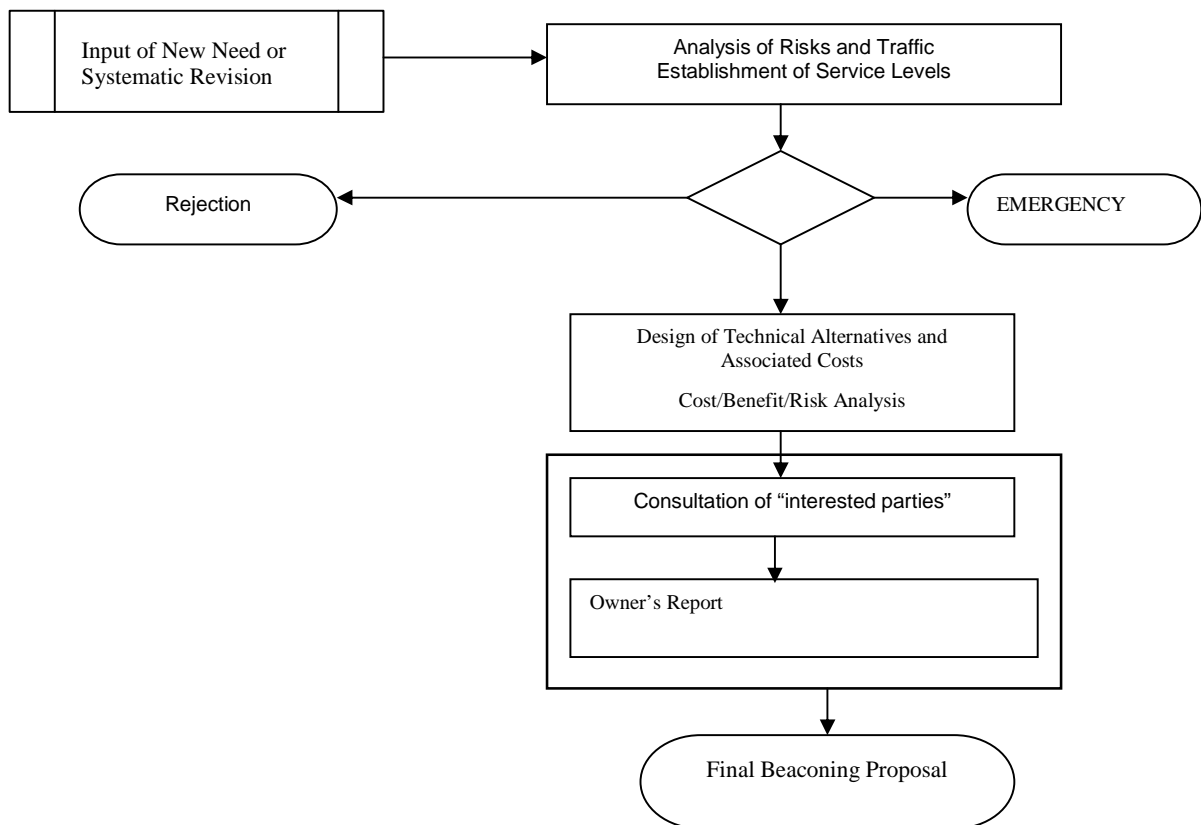 Input of New Need or
Systematic Revision
Analysis of Risks and Traffic
Establishment of Service Levels
Rejection
EMERGENCY
Design of Technical Alternatives and
Associated Costs
Cost/Benefit/Risk Analysis
Consultation of “interested parties”
Owner’s Report
Final Beaconing Proposal